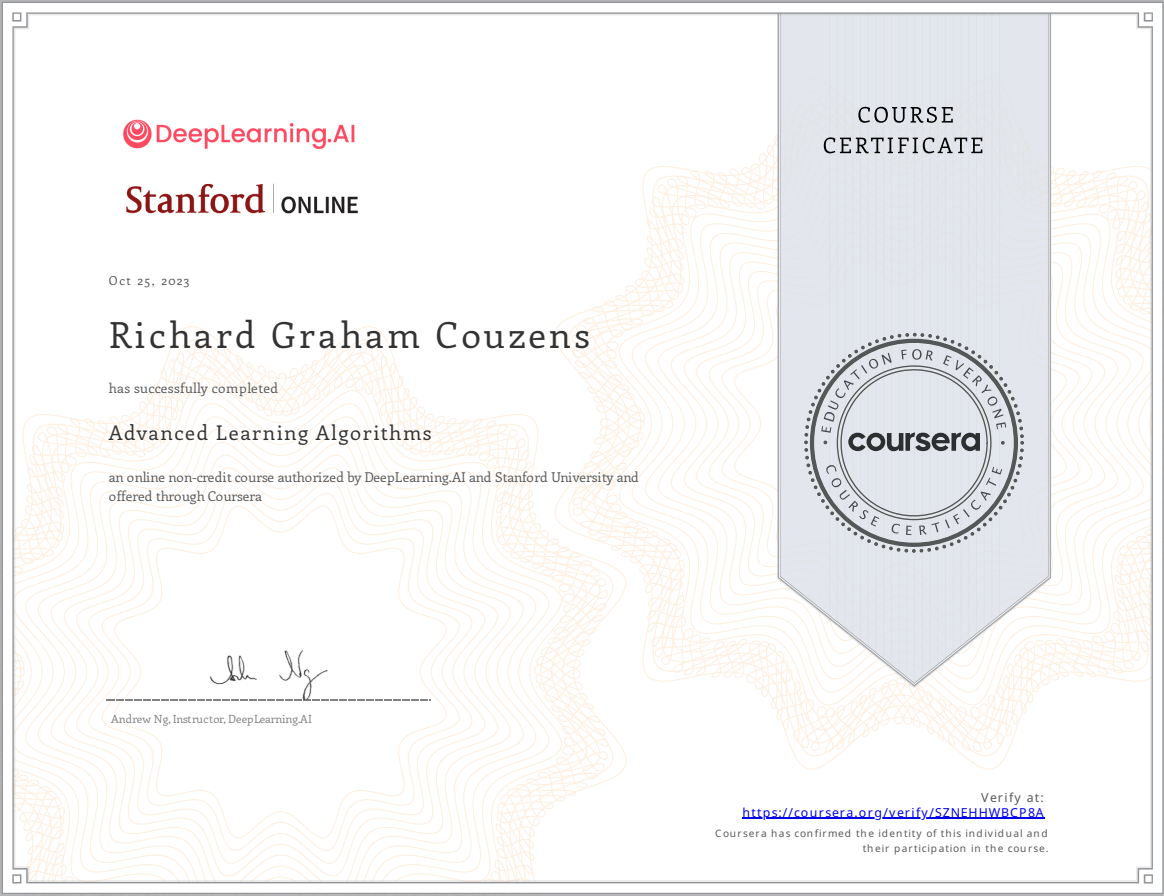 DeepLearning.AI
Stanford ONLINE
COURSE
CERTIFICATE
Oct 25, 2023
Richard Graham Couzens
has successfully completed
Advanced Learning Algorithms
an online non-credit course authorized by DeepLearning.AI and Stanford University and
offered through Coursera
EDUCATION FOR EVERYONE
coursera
COURSE CERTIFICATE
Andrew Ng, Instructor, DeepLearning.AI
Verify at:
https://coursera.org/verify/SZNEHHWBCP8A
Coursera has confirmed the identity of this individual and
their participation in the course.